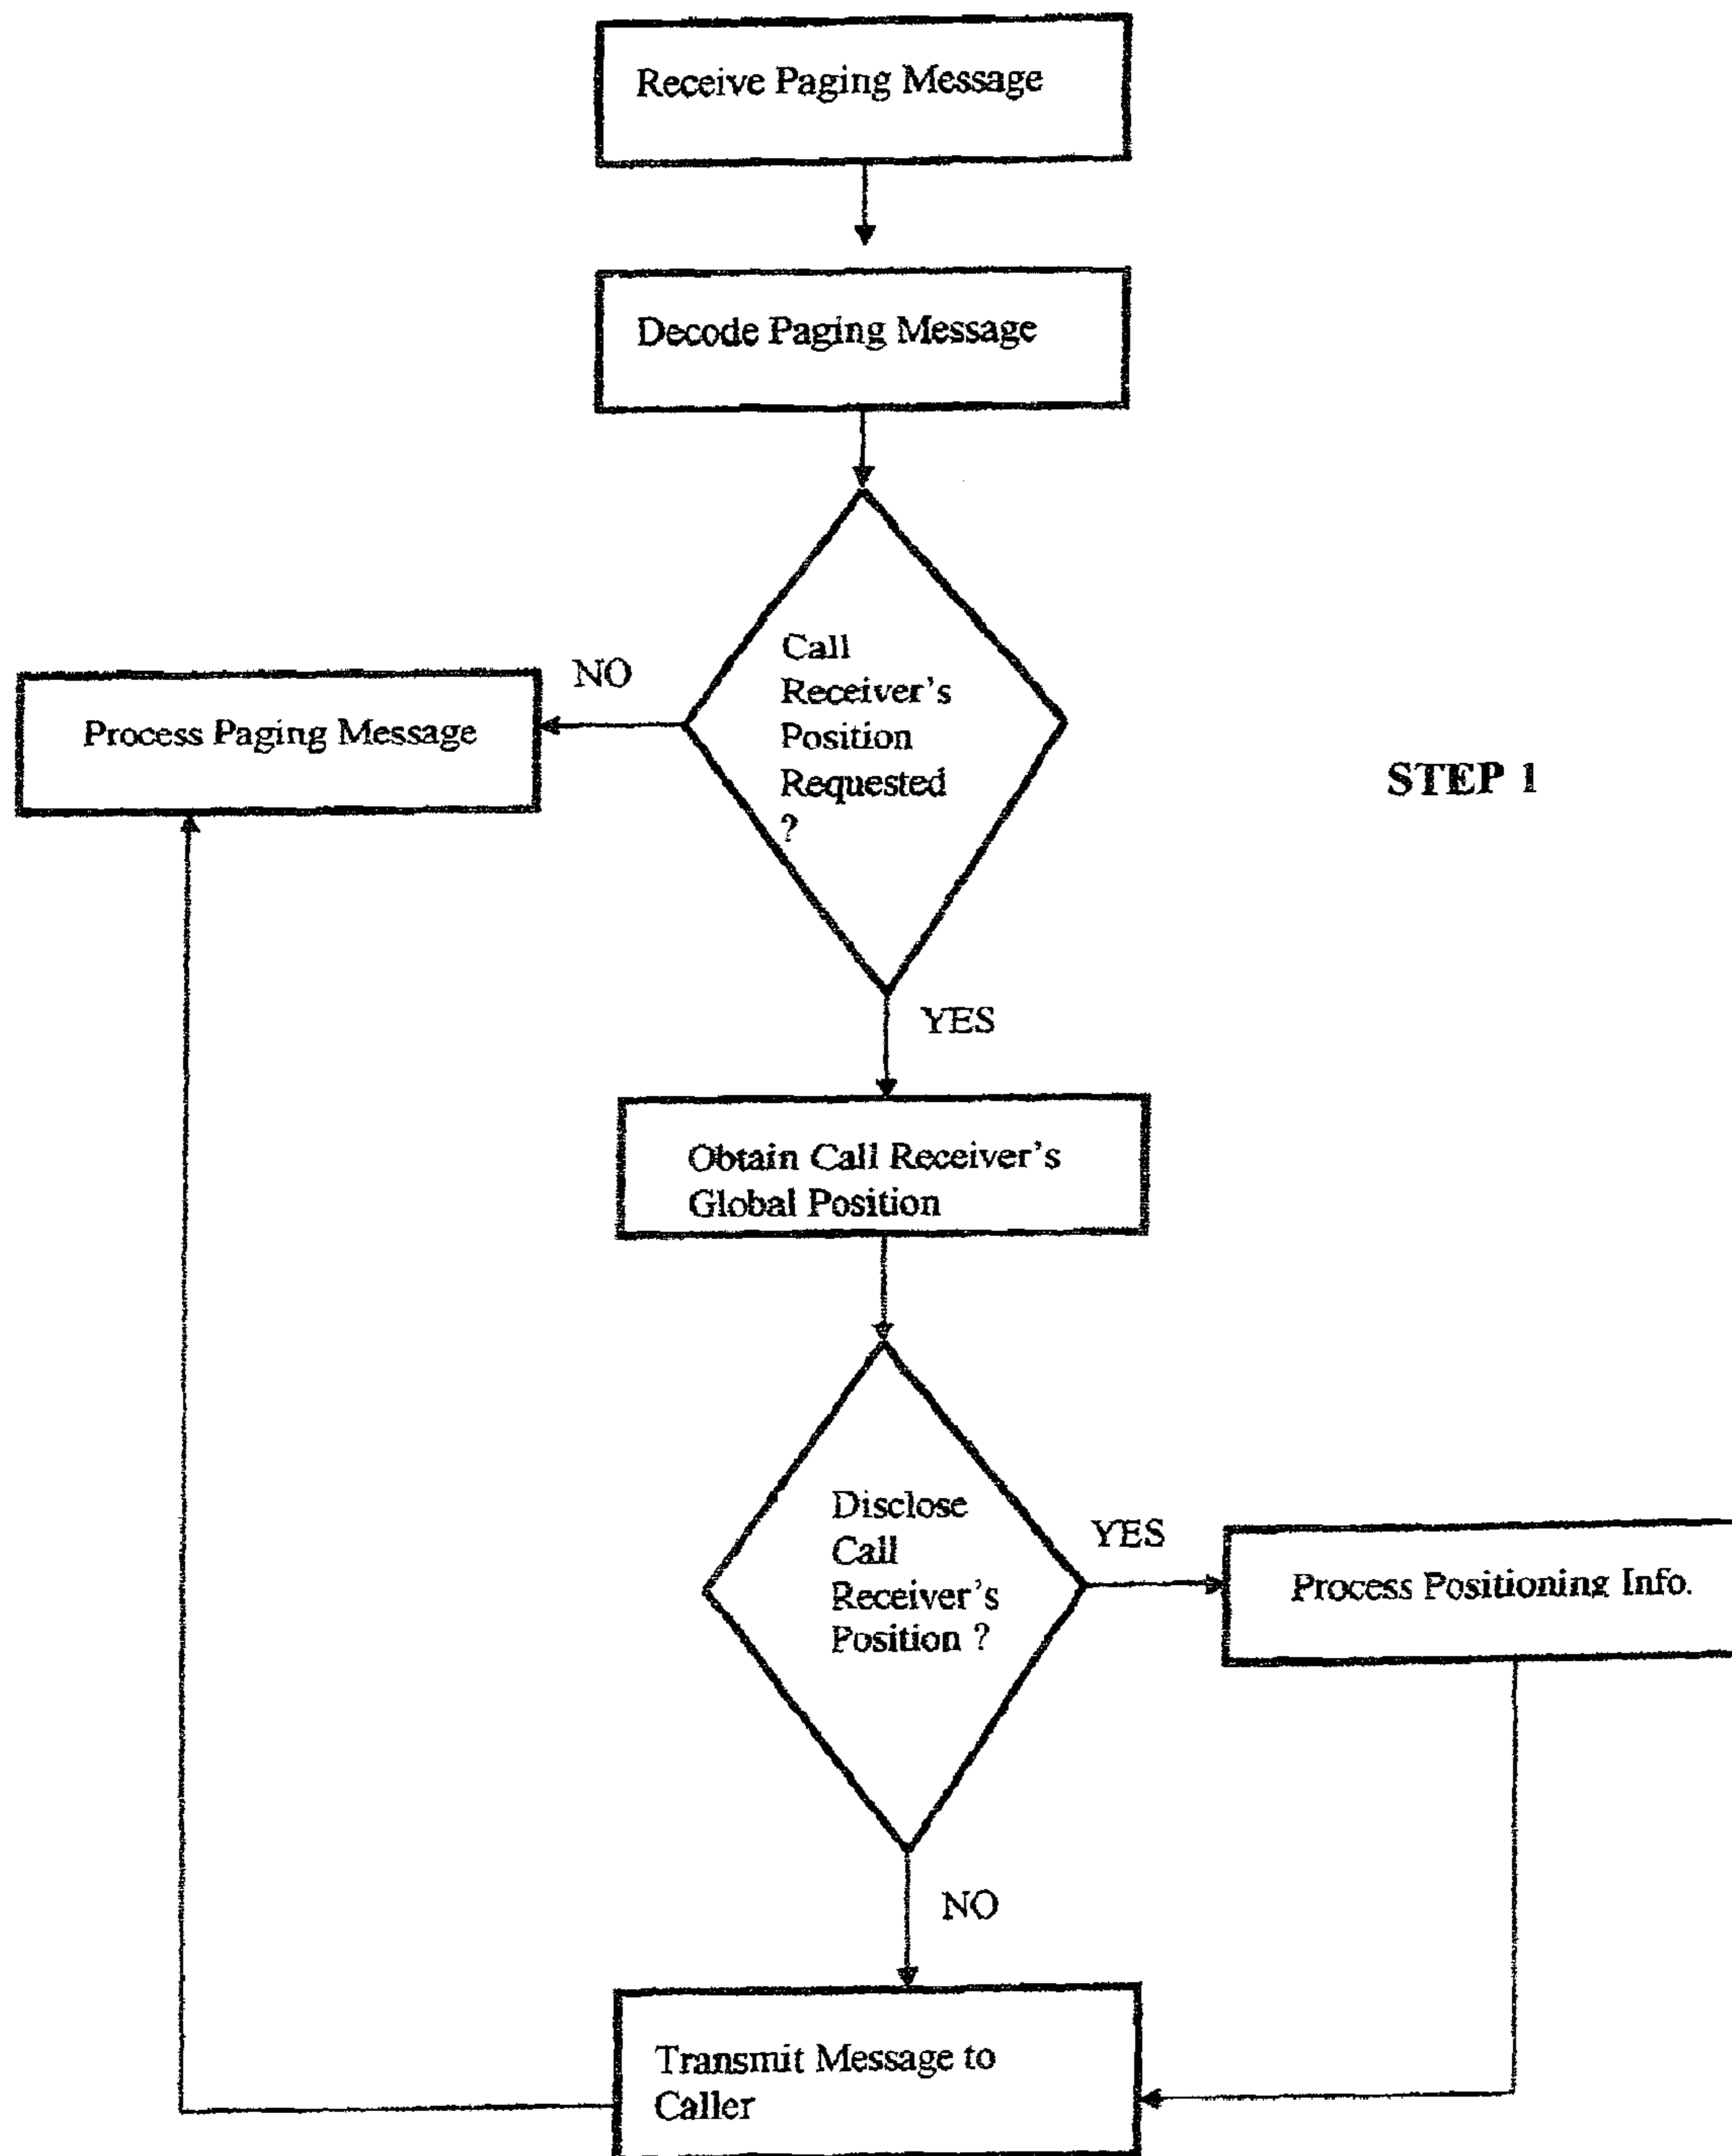 Receive Paging Message
Decode Paging Message
Call
Receiver's
Position
Requested
?
NO
Process Paging Message
STEP 1
YES
Obtain Call Receiver's
Global Position
Disclose
Call
Receiver's
Position ?
YES
Process Positioning Info.
NO
Transmit Message to
Caller